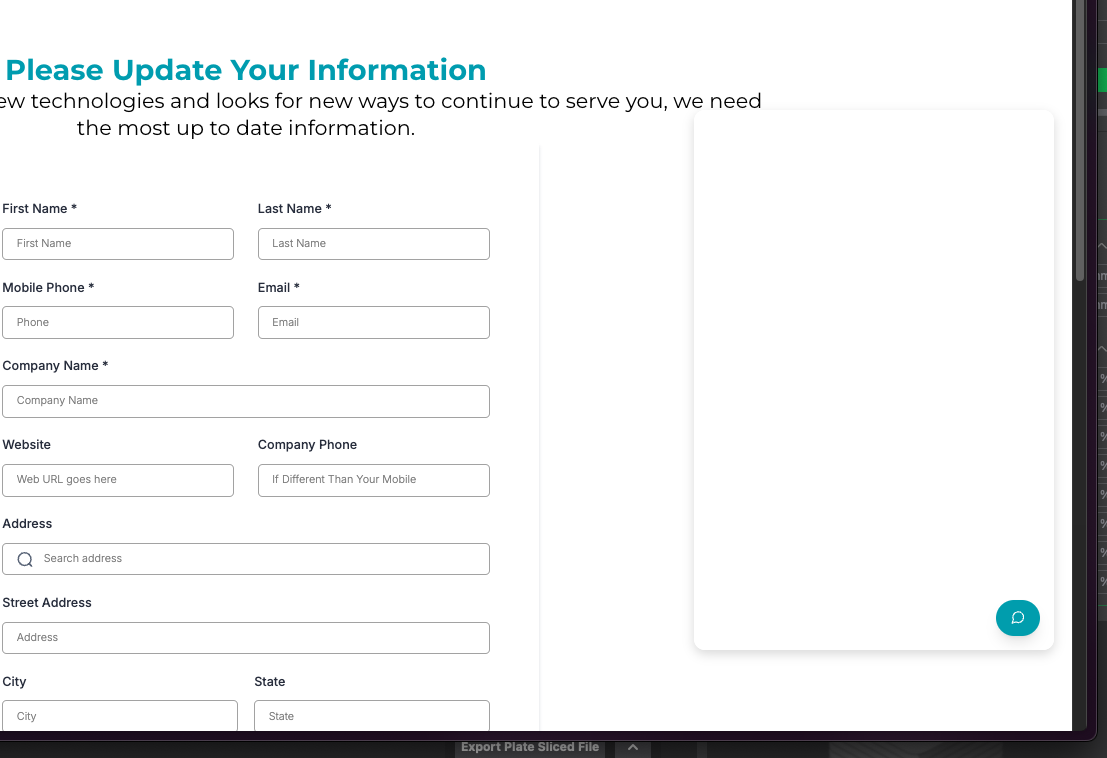 Please Update Your Information
ew technologies and looks for new ways to continue to serve you, we need
the most up to date information.
First Name *
Last Name *
First Name
Last Name
Mobile Phone *
Email *
Phone
Email
Company Name *
Company Name
Website
Company Phone
Web URL goes here
If Different Than Your Mobile
Address
Search address
Street Address
Address
City
State
City
State
Export Plate Sliced File
%
%
%
%
%
%
%
%